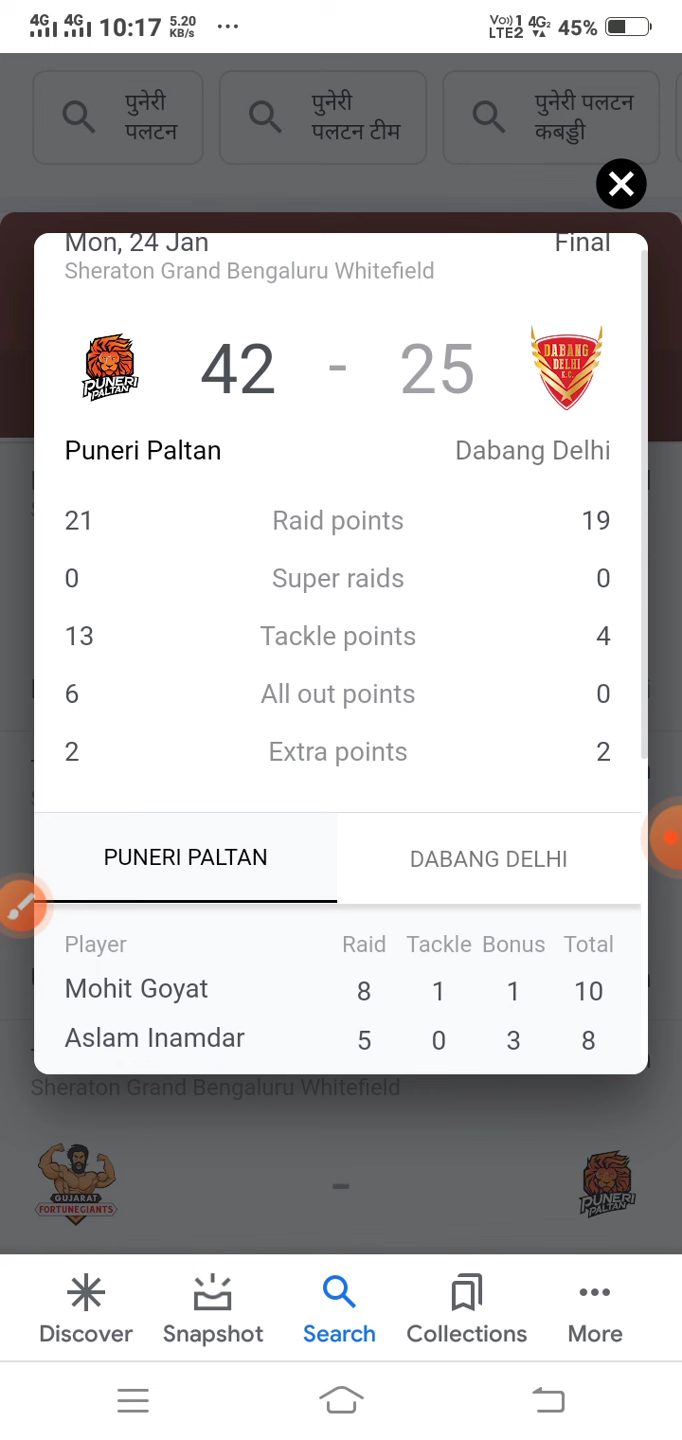 4G 4G 10:17 5.20 KB/s ...
Vo)) 1 4G2 45%
LTE2
पुनेरी
पलटन
पुनेरी
पलटन टीम
पुनेरी पलटन
कबड्डी
Mon, 24 Jan Final
Sheraton Grand Bengaluru Whitefield
PUNERI
PALTAN
42 - 25
DABANG
DELHI
K.C.
Puneri Paltan Dabang Delhi
21 Raid points 19
0 Super raids 0
13 Tackle points 4
6 All out points 0
2 Extra points 2
PUNERI PALTAN DABANG DELHI
Player Raid Tackle Bonus Total
Mohit Goyat 8 1 1 10
Aslam Inamdar 5 0 3 8
Sheraton Grand Bengaluru Whitefield
GUJARAT
FORTUNEGIANTS
-
PUNERI
PALTAN
Discover Snapshot Search Collections More